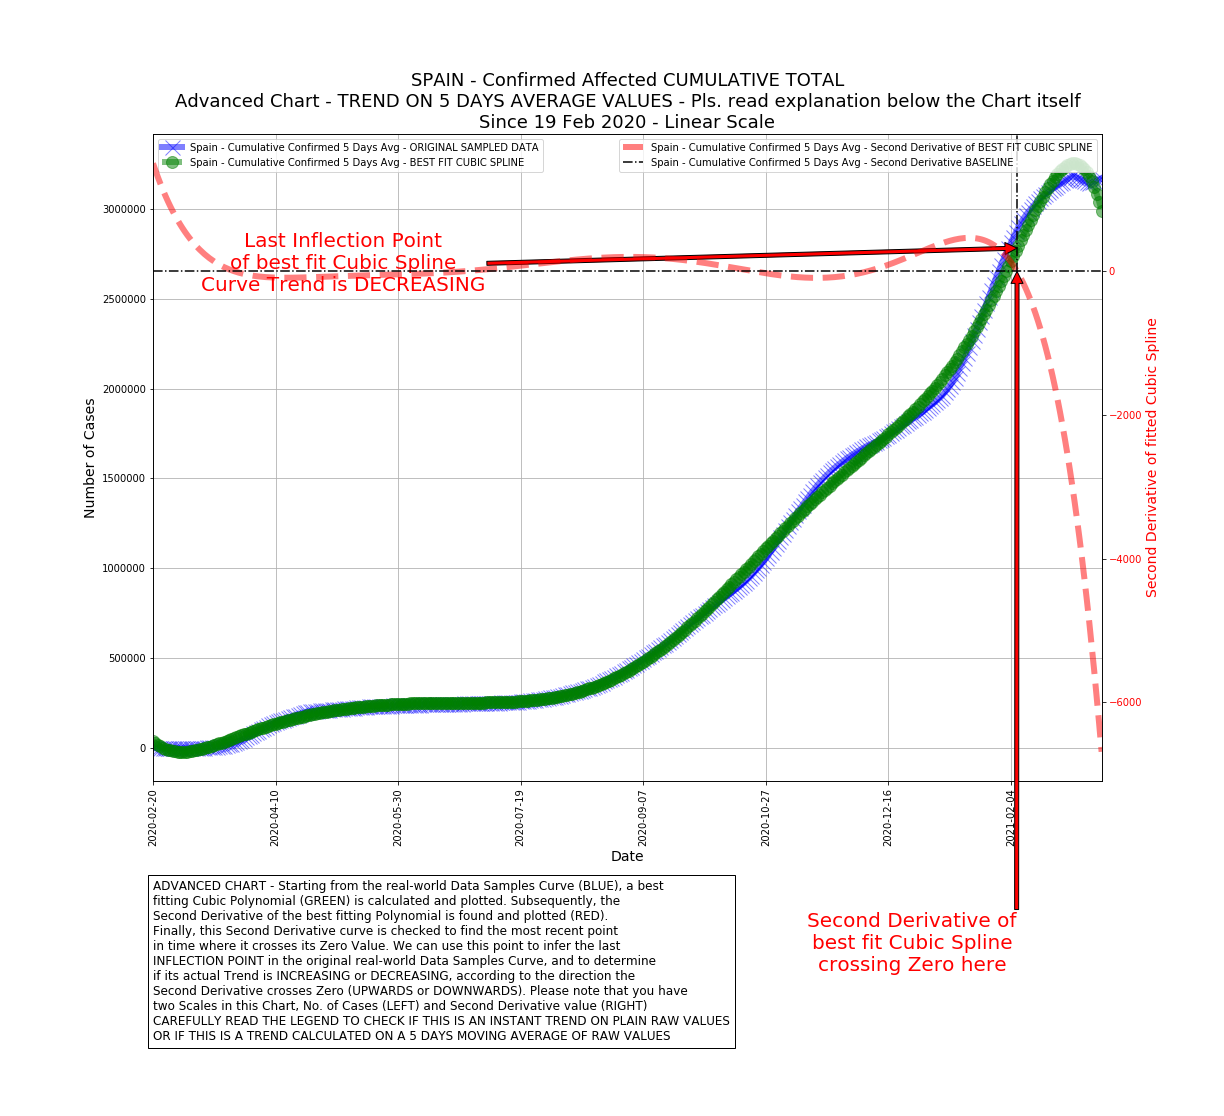 SPAIN - Confirmed Affected CUMULATIVE TOTAL
Advanced Chart - TREND ON 5 DAYS AVERAGE VALUES - Pls. read explanation below the Chart itself
Since 19 Feb 2020 - Linear Scale
Spain - Cumulative Confirmed 5 Days Avg - ORIGINAL SAMPLED DATA
Spain - Cumulative Confirmed 5 Days Avg - BEST FIT CUBIC SPLINE
Spain - Cumulative Confirmed 5 Days Avg - Second Derivative of BEST FIT CUBIC SPLINE
Spain - Cumulative Confirmed 5 Days Avg - Second Derivative BASELINE
Last Inflection Point
of best fit Cubic Spline
Curve Trend is DECREASING
Number of Cases
3000000
2500000
2000000
1500000
1000000
500000
0
0
−2000
−4000
−6000
Second Derivative of fitted Cubic Spline
2020-02-20
2020-04-10
2020-05-30
2020-07-19
2020-09-07
2020-10-27
2020-12-16
2021-02-04
Date
Second Derivative of
best fit Cubic Spline
crossing Zero here
ADVANCED CHART - Starting from the real-world Data Samples Curve (BLUE), a best
fitting Cubic Polynomial (GREEN) is calculated and plotted. Subsequently, the
Second Derivative of the best fitting Polynomial is found and plotted (RED).
Finally, this Second Derivative curve is checked to find the most recent point
in time where it crosses its Zero Value. We can use this point to infer the last
INFLECTION POINT in the original real-world Data Samples Curve, and to determine
if its actual Trend is INCREASING or DECREASING, according to the direction the
Second Derivative crosses Zero (UPWARDS or DOWNWARDS). Please note that you have
two Scales in this Chart, No. of Cases (LEFT) and Second Derivative value (RIGHT)
CAREFULLY READ THE LEGEND TO CHECK IF THIS IS AN INSTANT TREND ON PLAIN RAW VALUES
OR IF THIS IS A TREND CALCULATED ON A 5 DAYS MOVING AVERAGE OF RAW VALUES